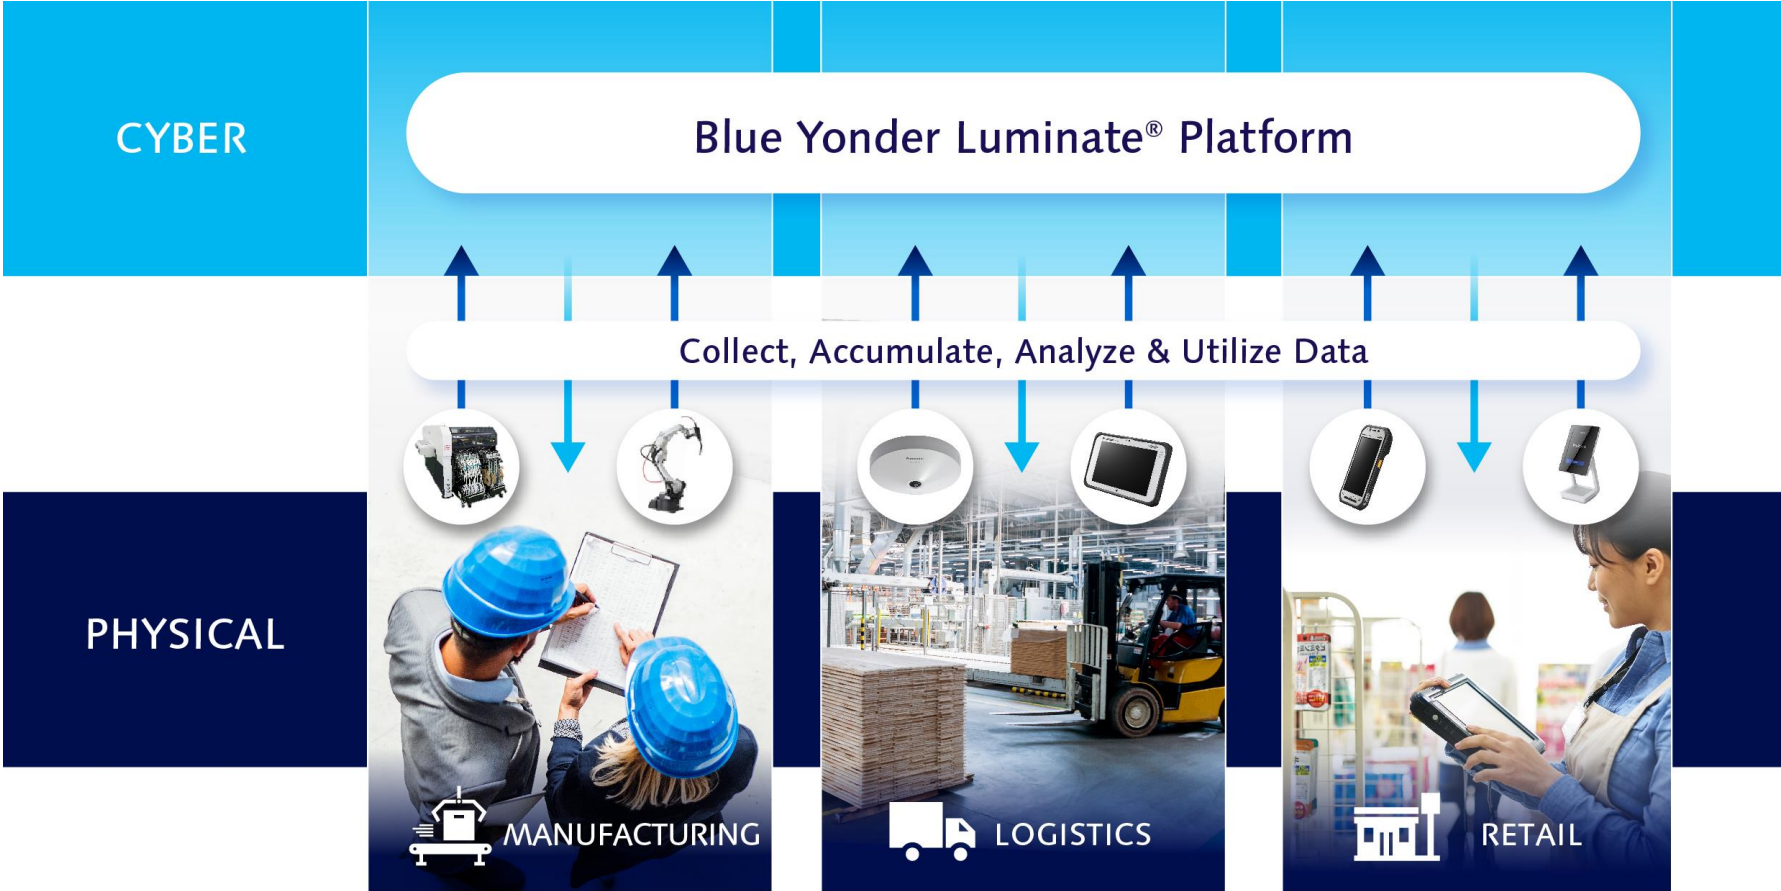 CYBER
Blue Yonder Luminate® Platform
Collect, Accumulate, Analyze & Utilize Data
PHYSICAL
MANUFACTURING
LOGISTICS
RETAIL